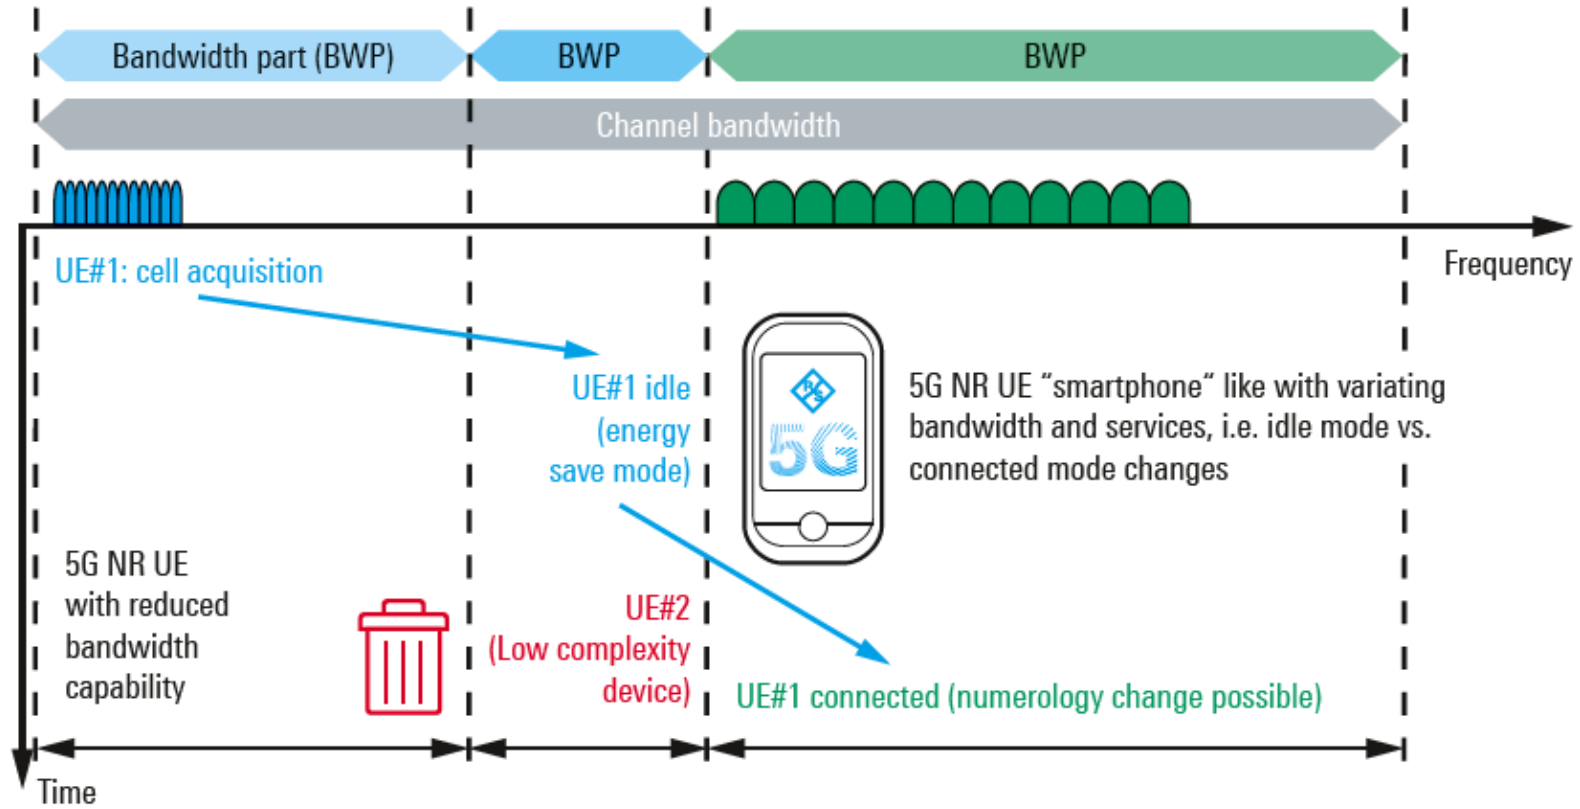 Bandwidth part (BWP)
BWP
BWP
Channel bandwidth
Frequency
UE#1: cell acquisition
UE#1 idle
(energy
save mode)
R
S
5G
5G NR UE “smartphone“ like with variating
bandwidth and services, i.e. idle mode vs.
connected mode changes
5G NR UE
with reduced
bandwidth
capability
UE#2
(Low complexity
device)
UE#1 connected (numerology change possible)
Time